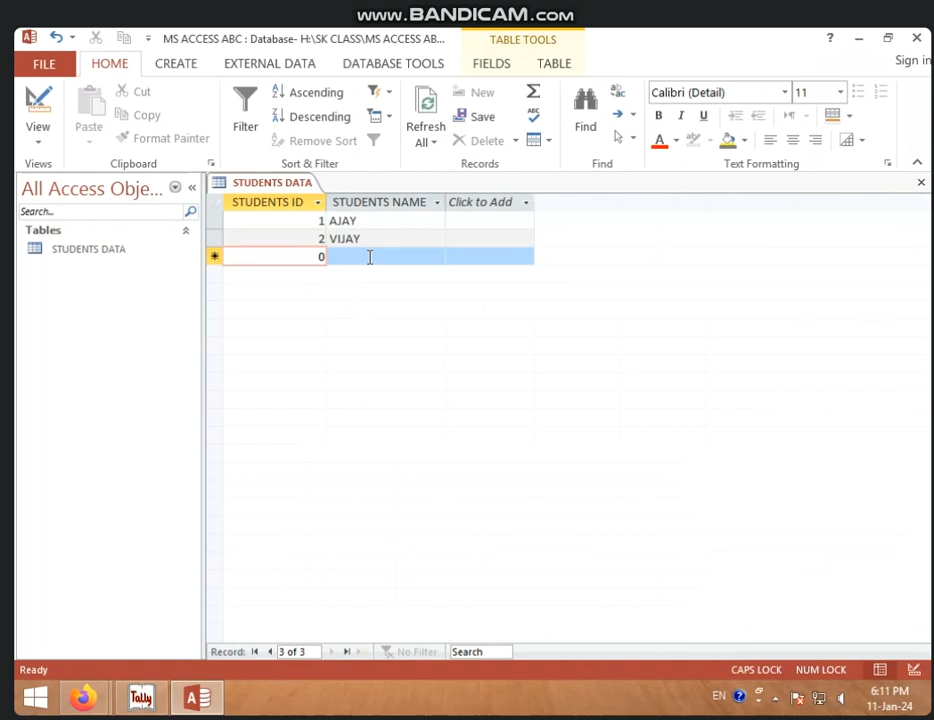 www.BANDICAM.com
MS ACCESS ABC : Database- H:\SK CLASS\MS ACCESS AB...
TABLE TOOLS
?
Sign in
FILE HOME CREATE EXTERNAL DATA DATABASE TOOLS FIELDS TABLE
View
Views
Paste
Cut
Copy
Format Painter
Clipboard
Filter
Ascending
Descending
Remove Sort
Sort & Filter
Refresh
All
New
Save
Delete
Records
Find
Find
Calibri (Detail) 11
B I U
Text Formatting
All Access Obje...
Search...
Tables
STUDENTS DATA
STUDENTS DATA
STUDENTS ID STUDENTS NAME Click to Add
1 AJAY
2 VIJAY
0
Record: 3 of 3 No Filter Search
Ready CAPS LOCK NUM LOCK
Tally
EN
6:11 PM
11-Jan-24